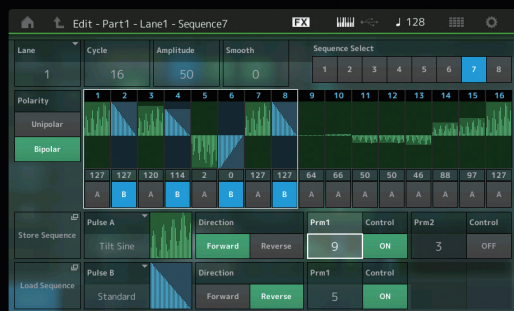 Edit - Part1 - Lane1 - Sequence7 FX ♩ 128
Lane Cycle Amplitude Smooth Sequence Select
1 16 50 0 1 2 3 4 5 6 7 8
Polarity 1 2 3 4 5 6 7 8 9 10 11 12 13 14 15 16
Unipolar
Bipolar
127 127 120 114 2 0 127 127 64 66 50 50 46 88 97 127
A B A B A B A B A A A A A A A A
Store Sequence Pulse A Direction Prm1 Control Prm2 Control
Tilt Sine Forward Reverse 9 ON 3 OFF
Load Sequence Pulse B Direction Prm1 Control
Standard Forward Reverse 5 ON